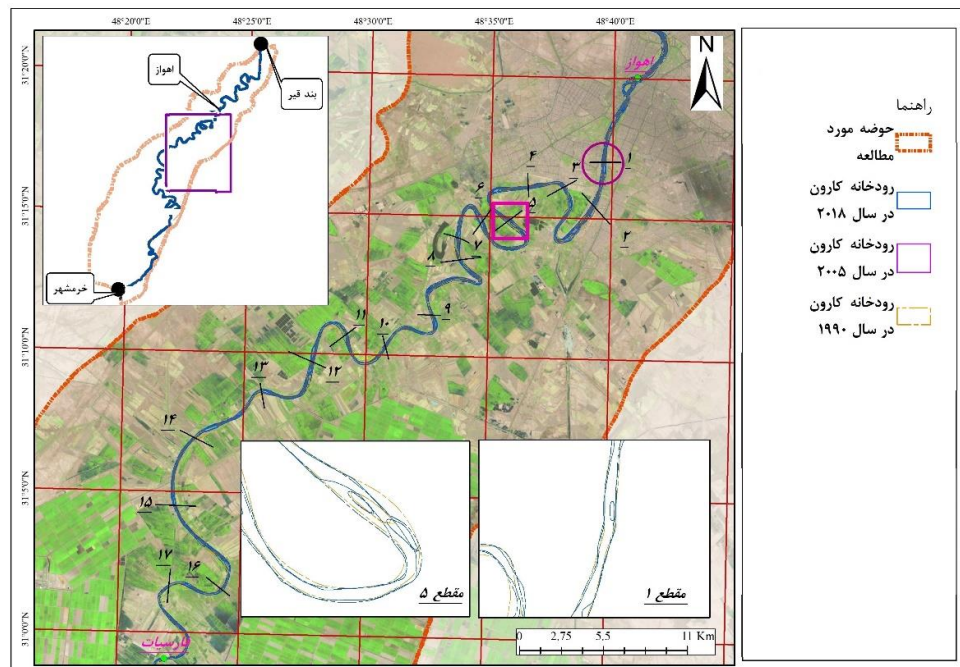 48°20'0"E
48°25'0"E
48°30'0"E
48°35'0"E
48°40'0"E
31°20'0"N
31°15'0"N
31°10'0"N
31°5'0"N
31°0'0"N
بند قیر
اهواز
خرمشهر
N
اهواز
۱
۲
۳
۴
۵
۶
۷
۸
۹
۱۰
۱۱
۱۲
۱۳
۱۴
۱۵
۱۶
۱۷
فارسیات
مقطع ۵
مقطع ۱
0 2.75 5.5 11 Km
راهنما
حوضه مورد
مطالعه
رودخانه کارون
در سال ۲۰۱۸
رودخانه کارون
در سال ۲۰۰۵
رودخانه کارون
در سال ۱۹۹۰